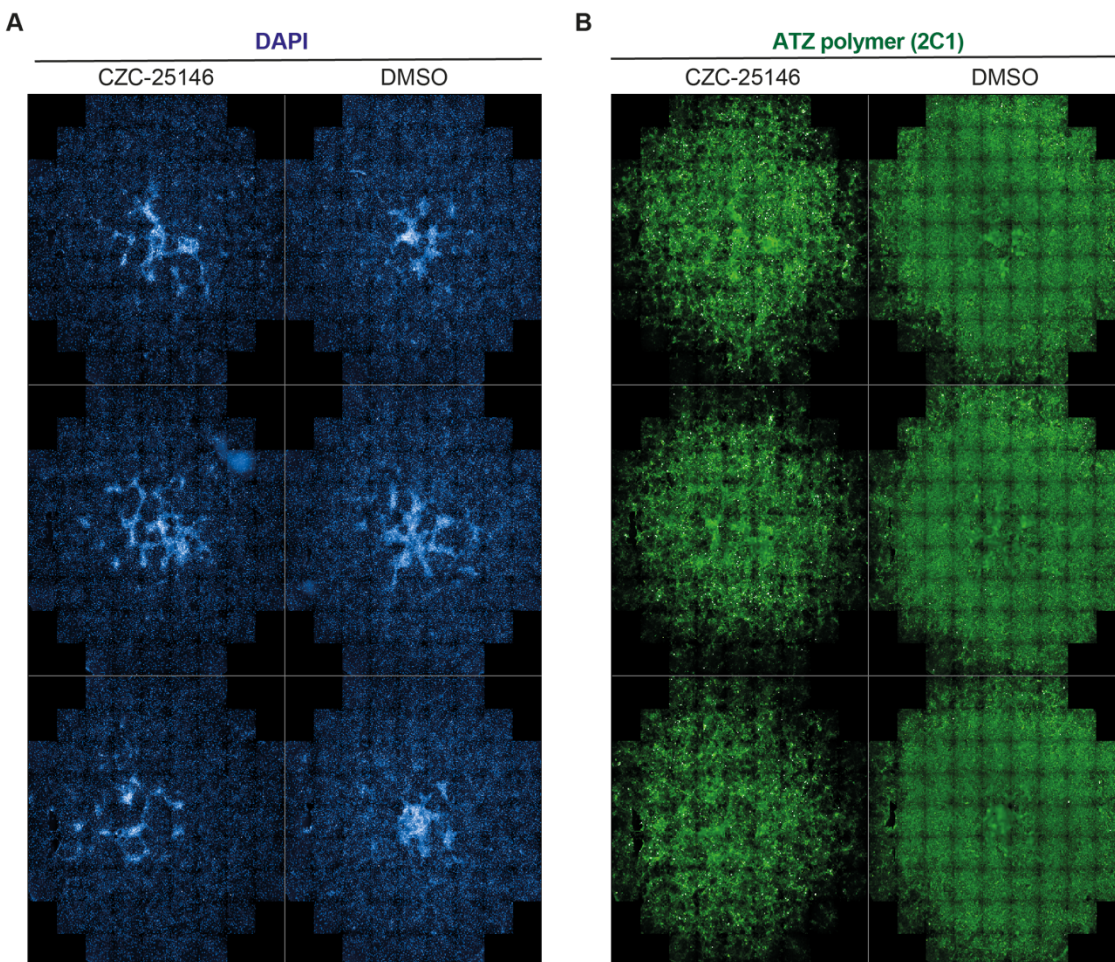 A
DAPI
CZC-25146
DMSO
B
ATZ polymer (2C1)
CZC-25146
DMSO